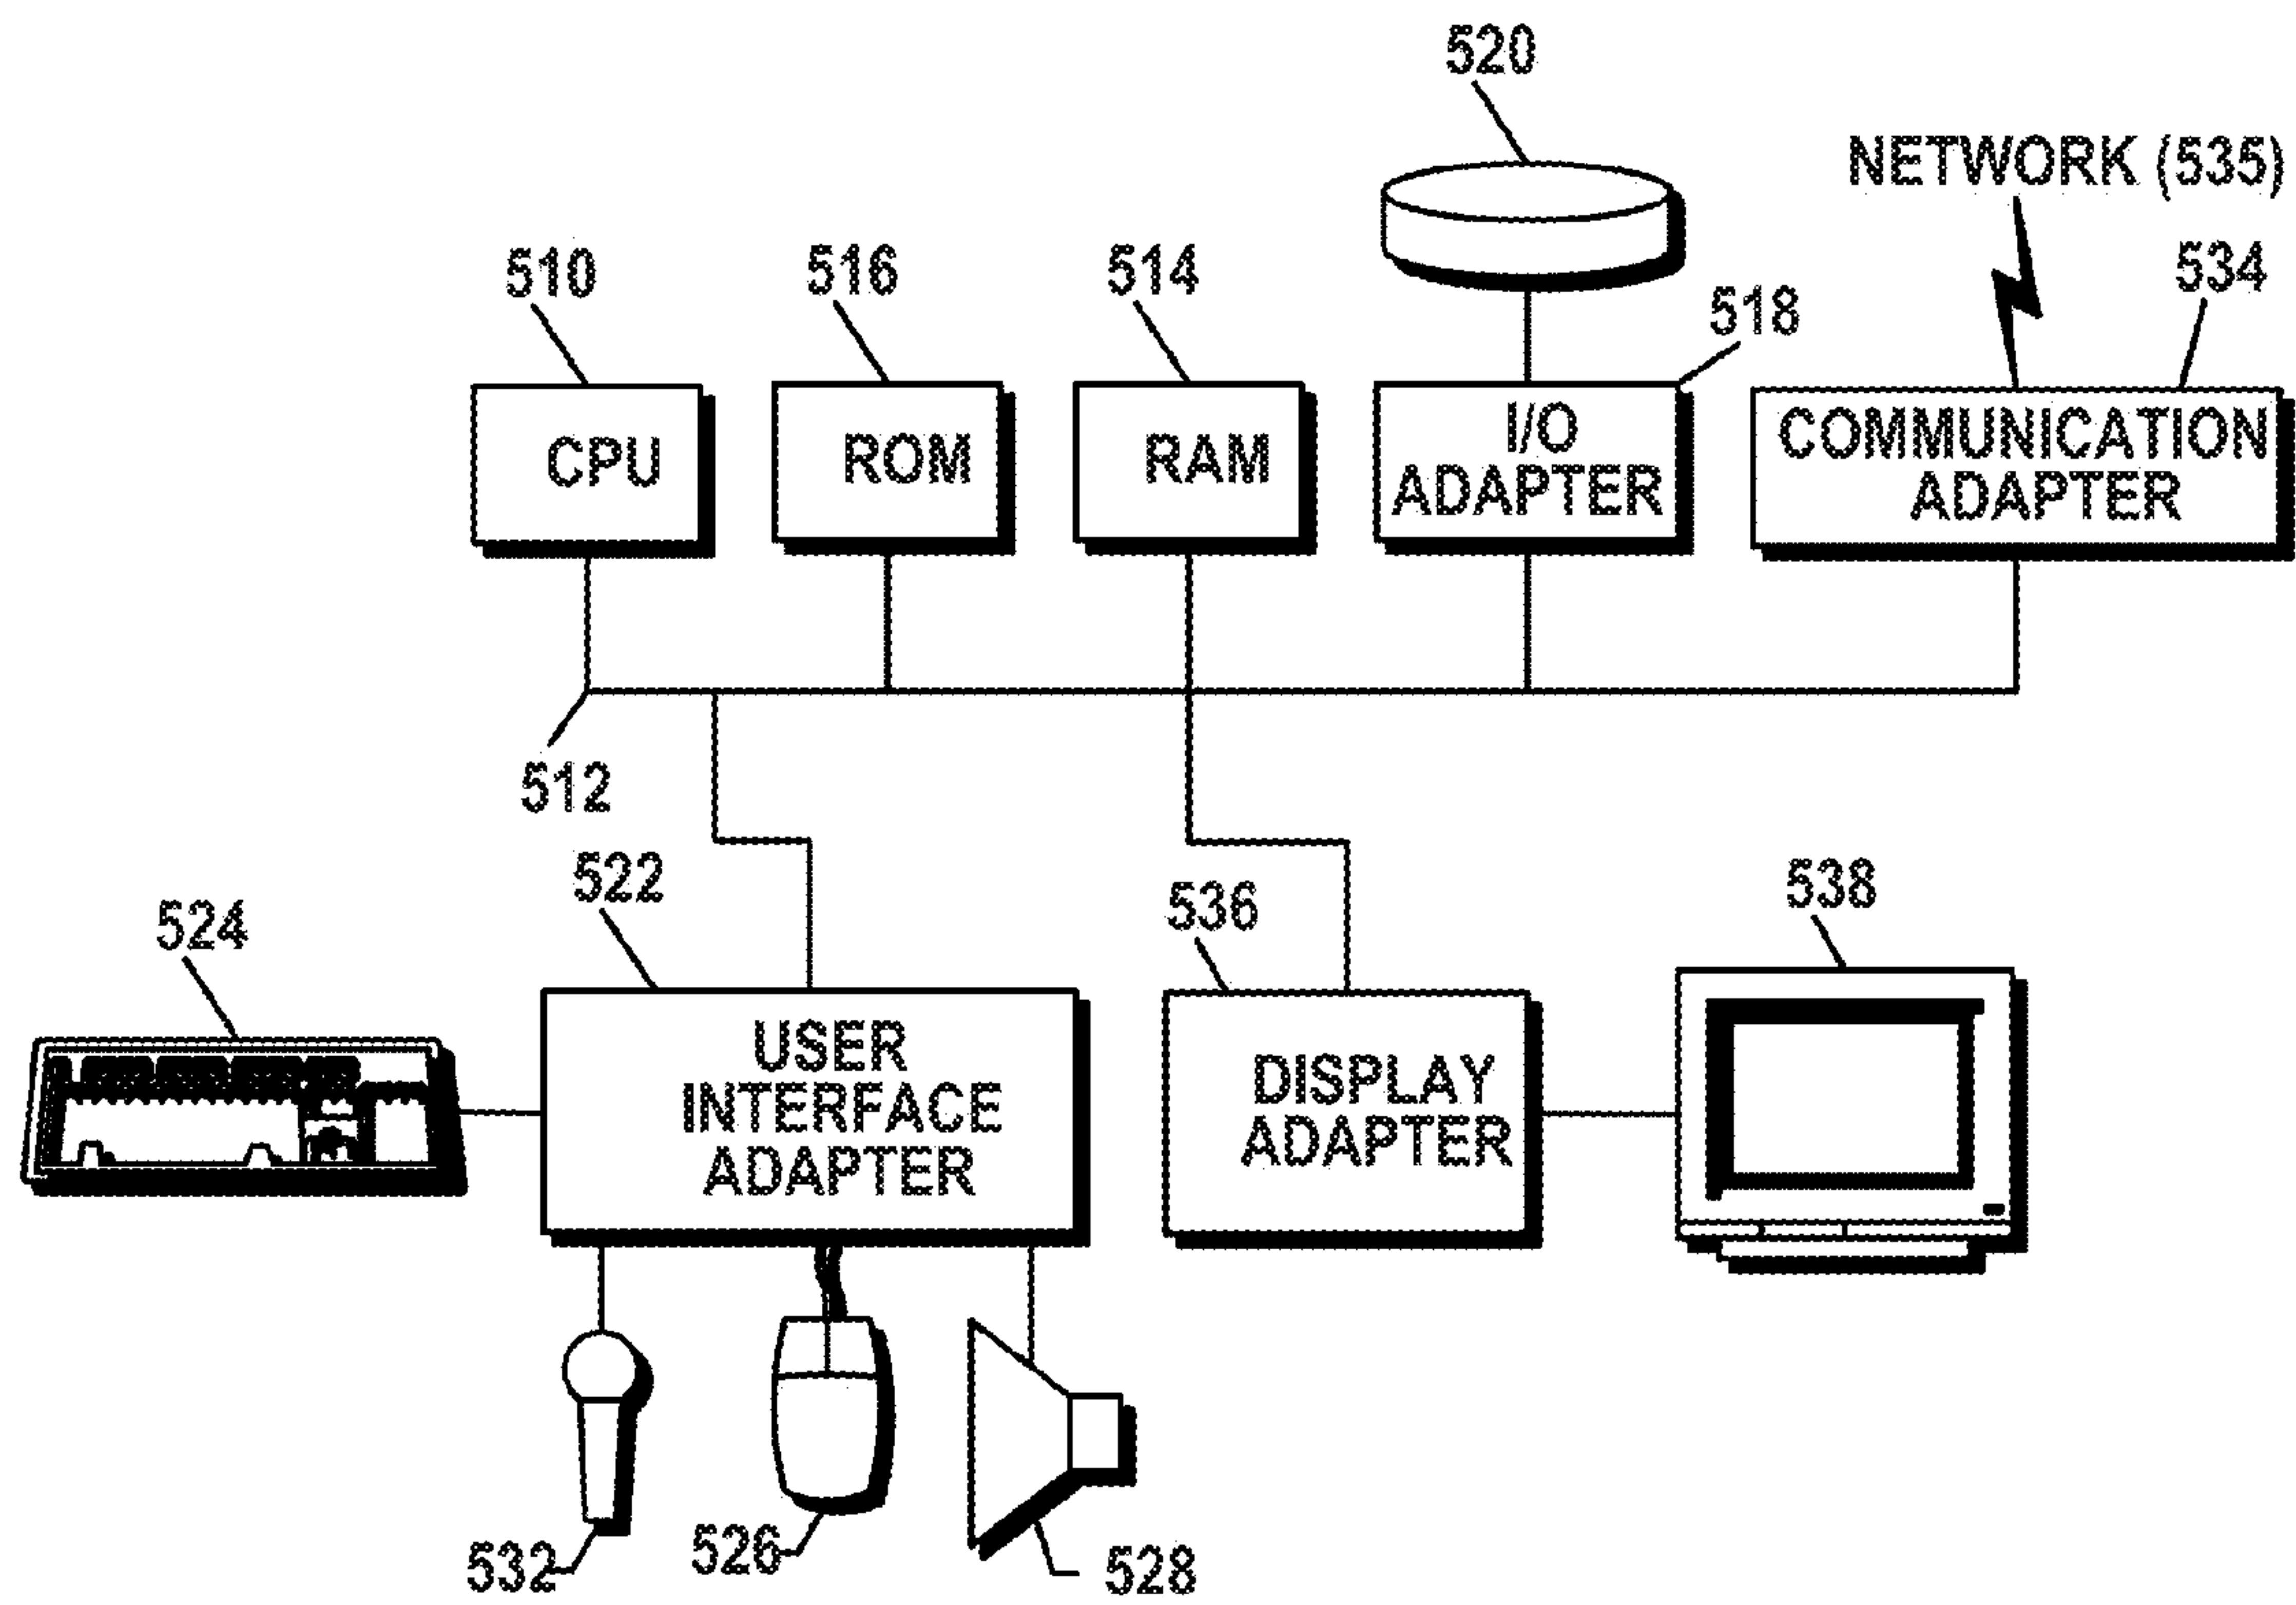 520
NETWORK (535)
510
516
514
518
534
CPU
ROM
RAM
I/O
ADAPTER
COMMUNICATION
ADAPTER
512
522
524
536
538
USER
INTERFACE
ADAPTER
DISPLAY
ADAPTER
532
526
528